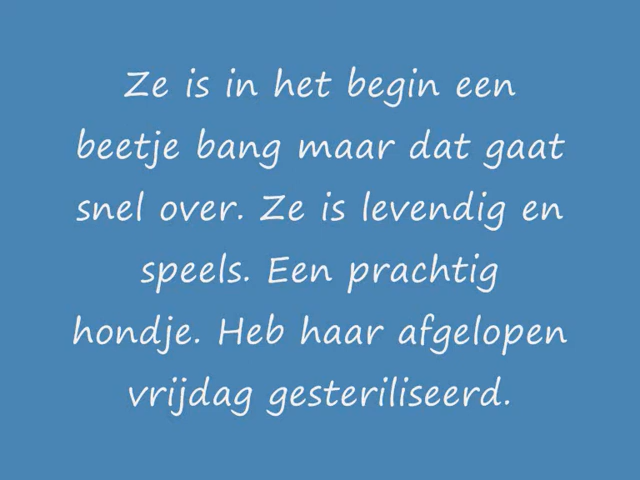 Ze is in het begin een
beetje bang maar dat gaat
snel over. Ze is levendig en
speels. Een prachtig
hondje. Heb haar afgelopen
vrijdag gesteriliseerd.